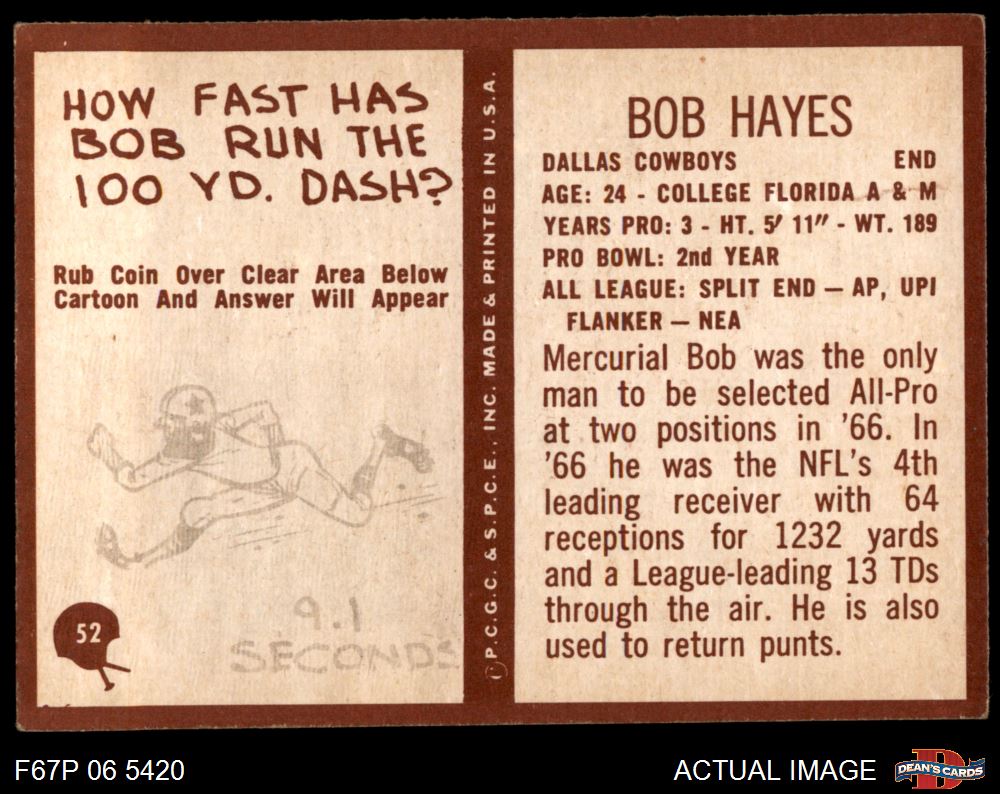 HOW FAST HAS
BOB RUN THE
100 YD. DASH?
Rub Coin Over Clear Area Below
Cartoon And Answer Will Appear
9.1
SECONDS
52
©P.C.G.C. & S.P.C.E., INC. MADE & PRINTED IN U.S.A.
BOB HAYES
DALLAS COWBOYS END
AGE: 24 - COLLEGE FLORIDA A & M
YEARS PRO: 3 - HT. 5' 11" - WT. 189
PRO BOWL: 2nd YEAR
ALL LEAGUE: SPLIT END — AP, UPI
FLANKER — NEA
Mercurial Bob was the only
man to be selected All-Pro
at two positions in '66. In
'66 he was the NFL's 4th
leading receiver with 64
receptions for 1232 yards
and a League-leading 13 TDs
through the air. He is also
used to return punts.
F67P 06 5420
ACTUAL IMAGE
DEAN'S CARDS